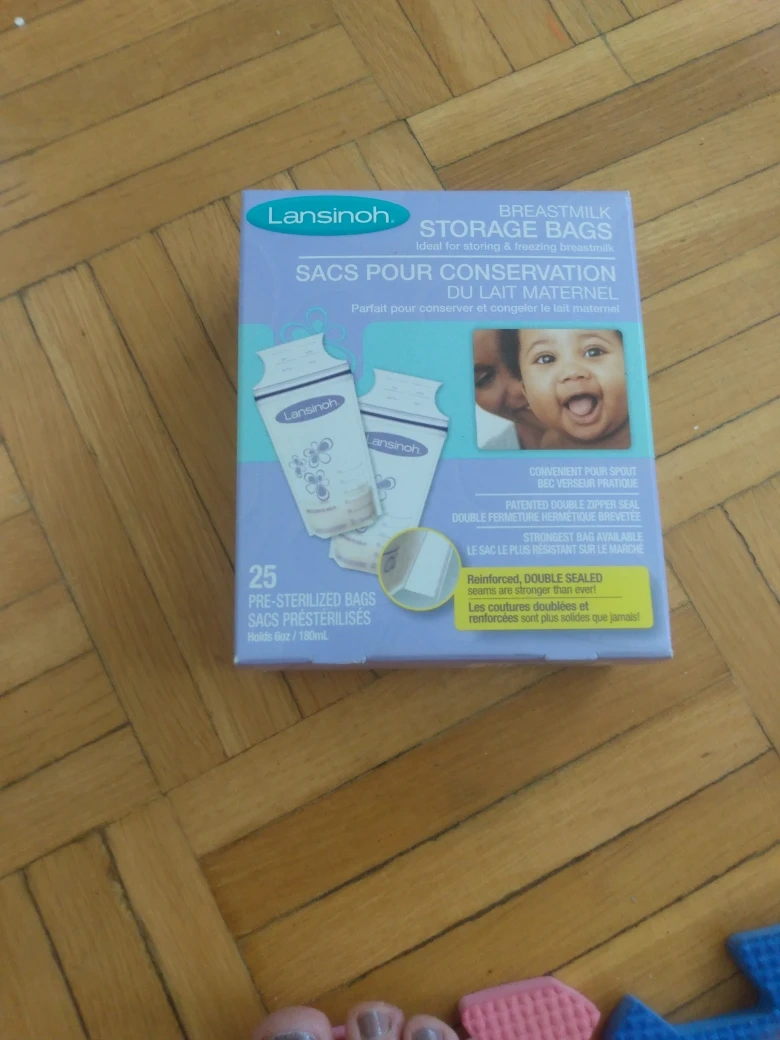 Lansinoh®
BREASTMILK
STORAGE BAGS
Ideal for storing & freezing breastmilk
SACS POUR CONSERVATION
DU LAIT MATERNEL
Parfait pour conserver et congeler le lait maternel
Lansinoh
Lansinoh
CONVENIENT POUR SPOUT
BEC VERSEUR PRATIQUE
PATENTED DOUBLE ZIPPER SEAL
DOUBLE FERMETURE HERMÉTIQUE BREVETÉE
STRONGEST BAG AVAILABLE
LE SAC LE PLUS RÉSISTANT SUR LE MARCHÉ
25
PRE-STERILIZED BAGS
SACS PRÉSTÉRILISÉS
Holds 6oz / 180mL
Reinforced, DOUBLE SEALED
seams are stronger than ever!
Les coutures doublées et
renforcées sont plus solides que jamais!